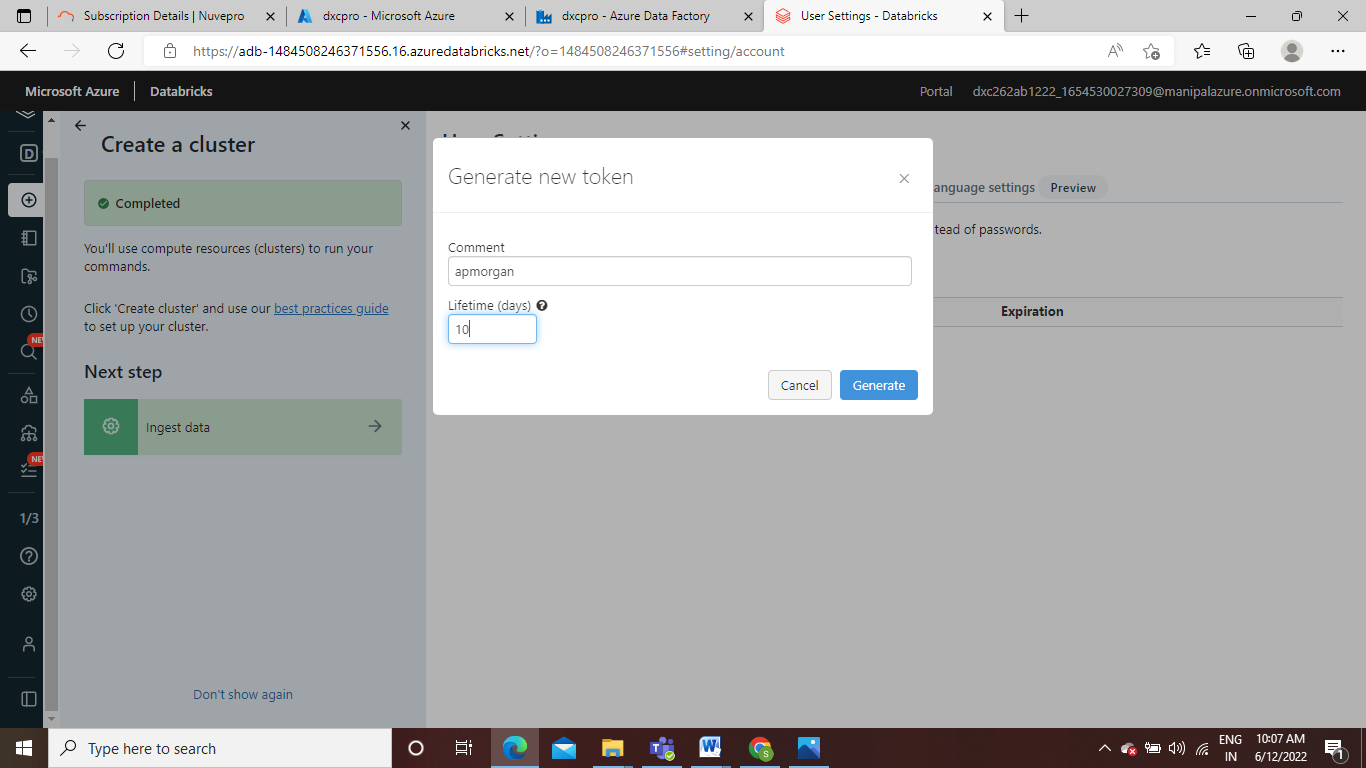 Subscription Details | Nuvepro
dxcpro - Microsoft Azure
dxcpro - Azure Data Factory
User Settings - Databricks
https://adb-1484508246371556.16.azuredatabricks.net/?o=1484508246371556#setting/account
Microsoft Azure
Databricks
Portal
dxc262ab1222_1654530027309@manipalazure.onmicrosoft.com
Create a cluster
Completed
You'll use compute resources (clusters) to run your
commands.
Click 'Create cluster' and use our best practices guide
to set up your cluster.
Next step
Ingest data
Don't show again
D
NE
NE
1/3
Generate new token
Comment
apmorgan
Lifetime (days)
10
Cancel
Generate
anguage settings
Preview
tead of passwords.
Expiration
Type here to search
ENG
IN
10:07 AM
6/12/2022
1